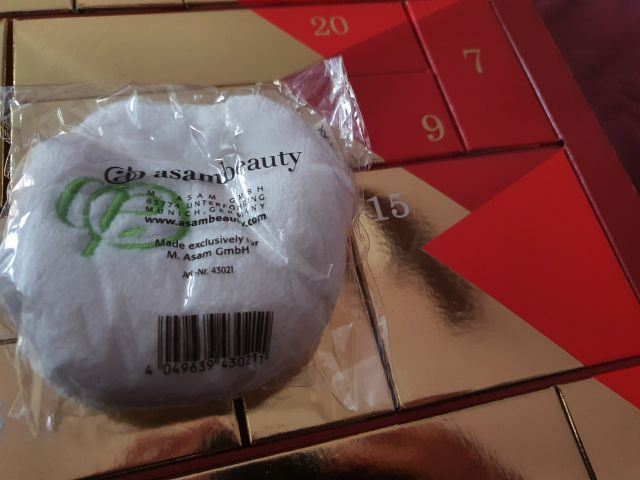 20
7
9
15
asambeauty
M. ASAM GMBH
85774 UNTERFÖHRING
MUNICH, GERMANY
www.asambeauty.com
Made exclusively for
M. Asam GmbH
Art.-Nr. 43021
4 049639 430211